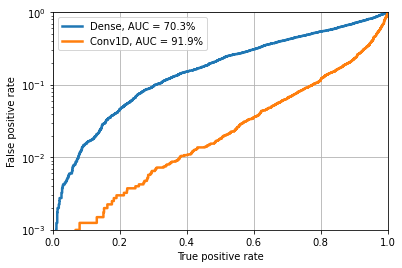 Dense, AUC = 70.3%
Conv1D, AUC = 91.9%
10⁰
10⁻¹
10⁻²
10⁻³
False positive rate
0.0 0.2 0.4 0.6 0.8 1.0
True positive rate